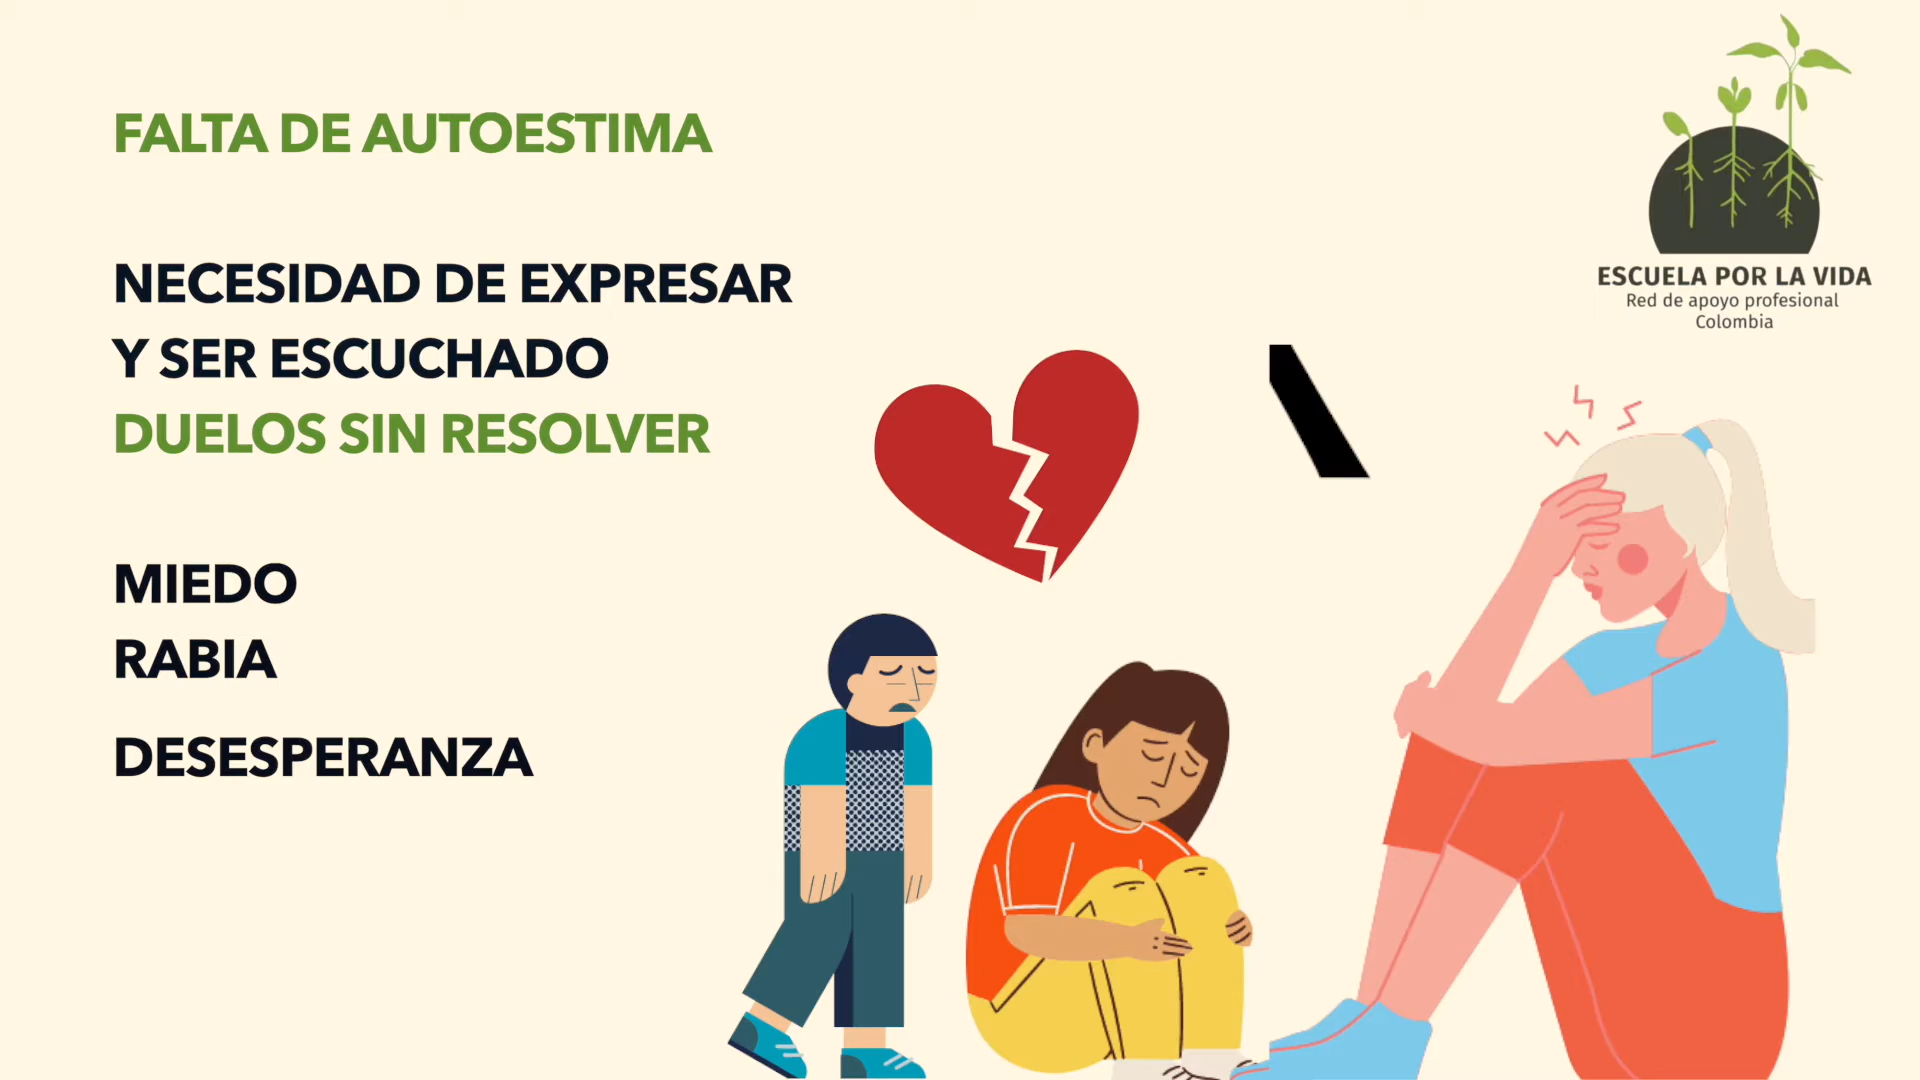 FALTA DE AUTOESTIMA
NECESIDAD DE EXPRESAR
Y SER ESCUCHADO
DUELOS SIN RESOLVER
MIEDO
RABIA
DESESPERANZA
ESCUELA POR LA VIDA
Red de apoyo profesional
Colombia